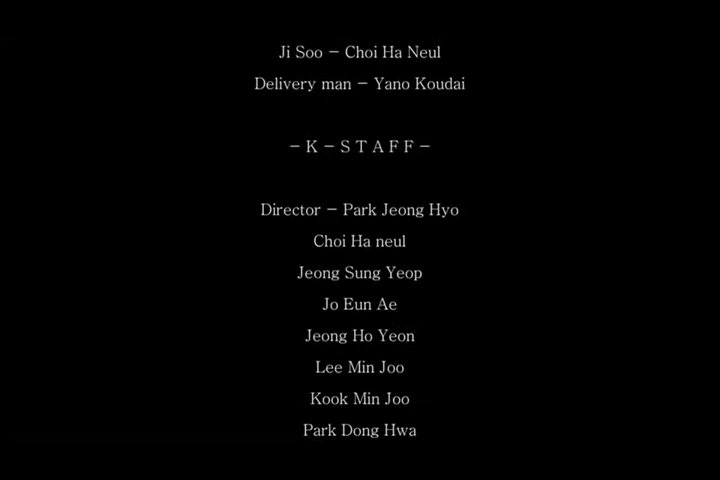 Ji Soo – Choi Ha Neul
Delivery man – Yano Koudai
– K – S T A F F –
Director – Park Jeong Hyo
Choi Ha neul
Jeong Sung Yeop
Jo Eun Ae
Jeong Ho Yeon
Lee Min Joo
Kook Min Joo
Park Dong Hwa